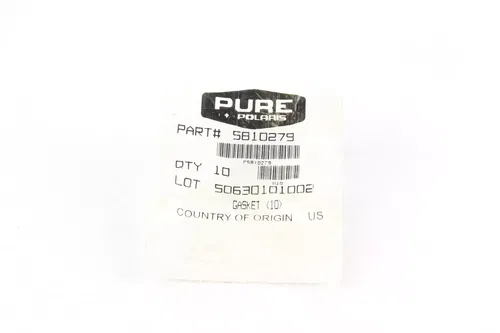 PURE
POLARIS
PART# 5810279
P5810279
QTY 10
LOT 50630101002
GASKET (10)
COUNTRY OF ORIGIN US